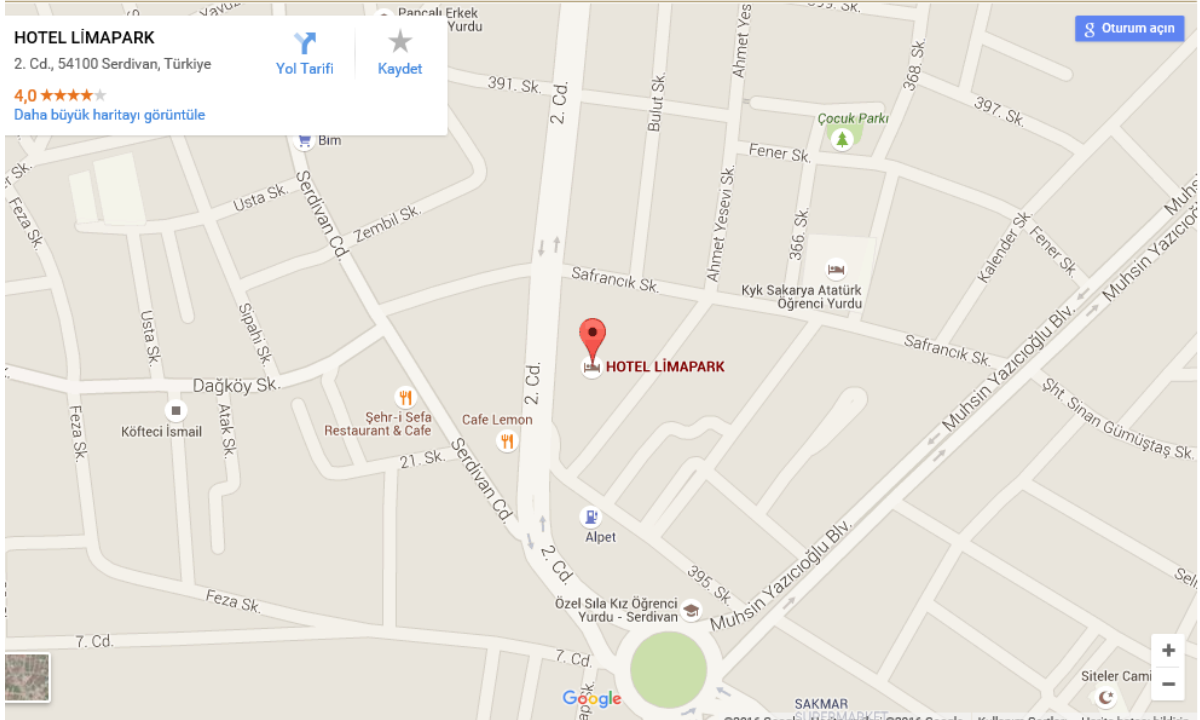 HOTEL LİMAPARK
2. Cd., 54100 Serdivan, Türkiye
4,0
Daha büyük haritayı görüntüle
Yol Tarifi
Kaydet
Oturum açın
Pancalı Erkek
Yurdu
391. Sk.
2. Cd.
Bulut Sk.
Ahmet Yes
368. Sk.
397. Sk.
Çocuk Parkı
Fener Sk.
Bim
Usta Sk.
Serdivan Cd.
Zembil Sk.
Feza Sk.
Ahmet Yesevi Sk.
366. Sk.
Kalender Sk
Fener Sk.
Muhsin Yazıcıoğlu Blv.
Safrancık Sk.
Kyk Sakarya Atatürk
Öğrenci Yurdu
Usta Sk.
Sipahi Sk.
HOTEL LİMAPARK
Safrancık Sk.
Muhsin Yazıcıoğlu Blv.
Dağköy Sk.
2. Cd.
Şehr-i Sefa
Restaurant & Cafe
Cafe Lemon
Köfteci İsmail
Atak Sk.
Feza Sk.
Şht. Sinan Gümüştaş Sk.
21. Sk.
Serdivan Cd.
Alpet
2. Cd.
395. Sk.
Muhsin Yazıcıoğlu Blv.
Feza Sk.
Özel Sıla Kız Öğrenci
Yurdu - Serdivan
7. Cd.
7. Cd.
Siteler Cami
Google
SAKMAR
SUPERMARKET